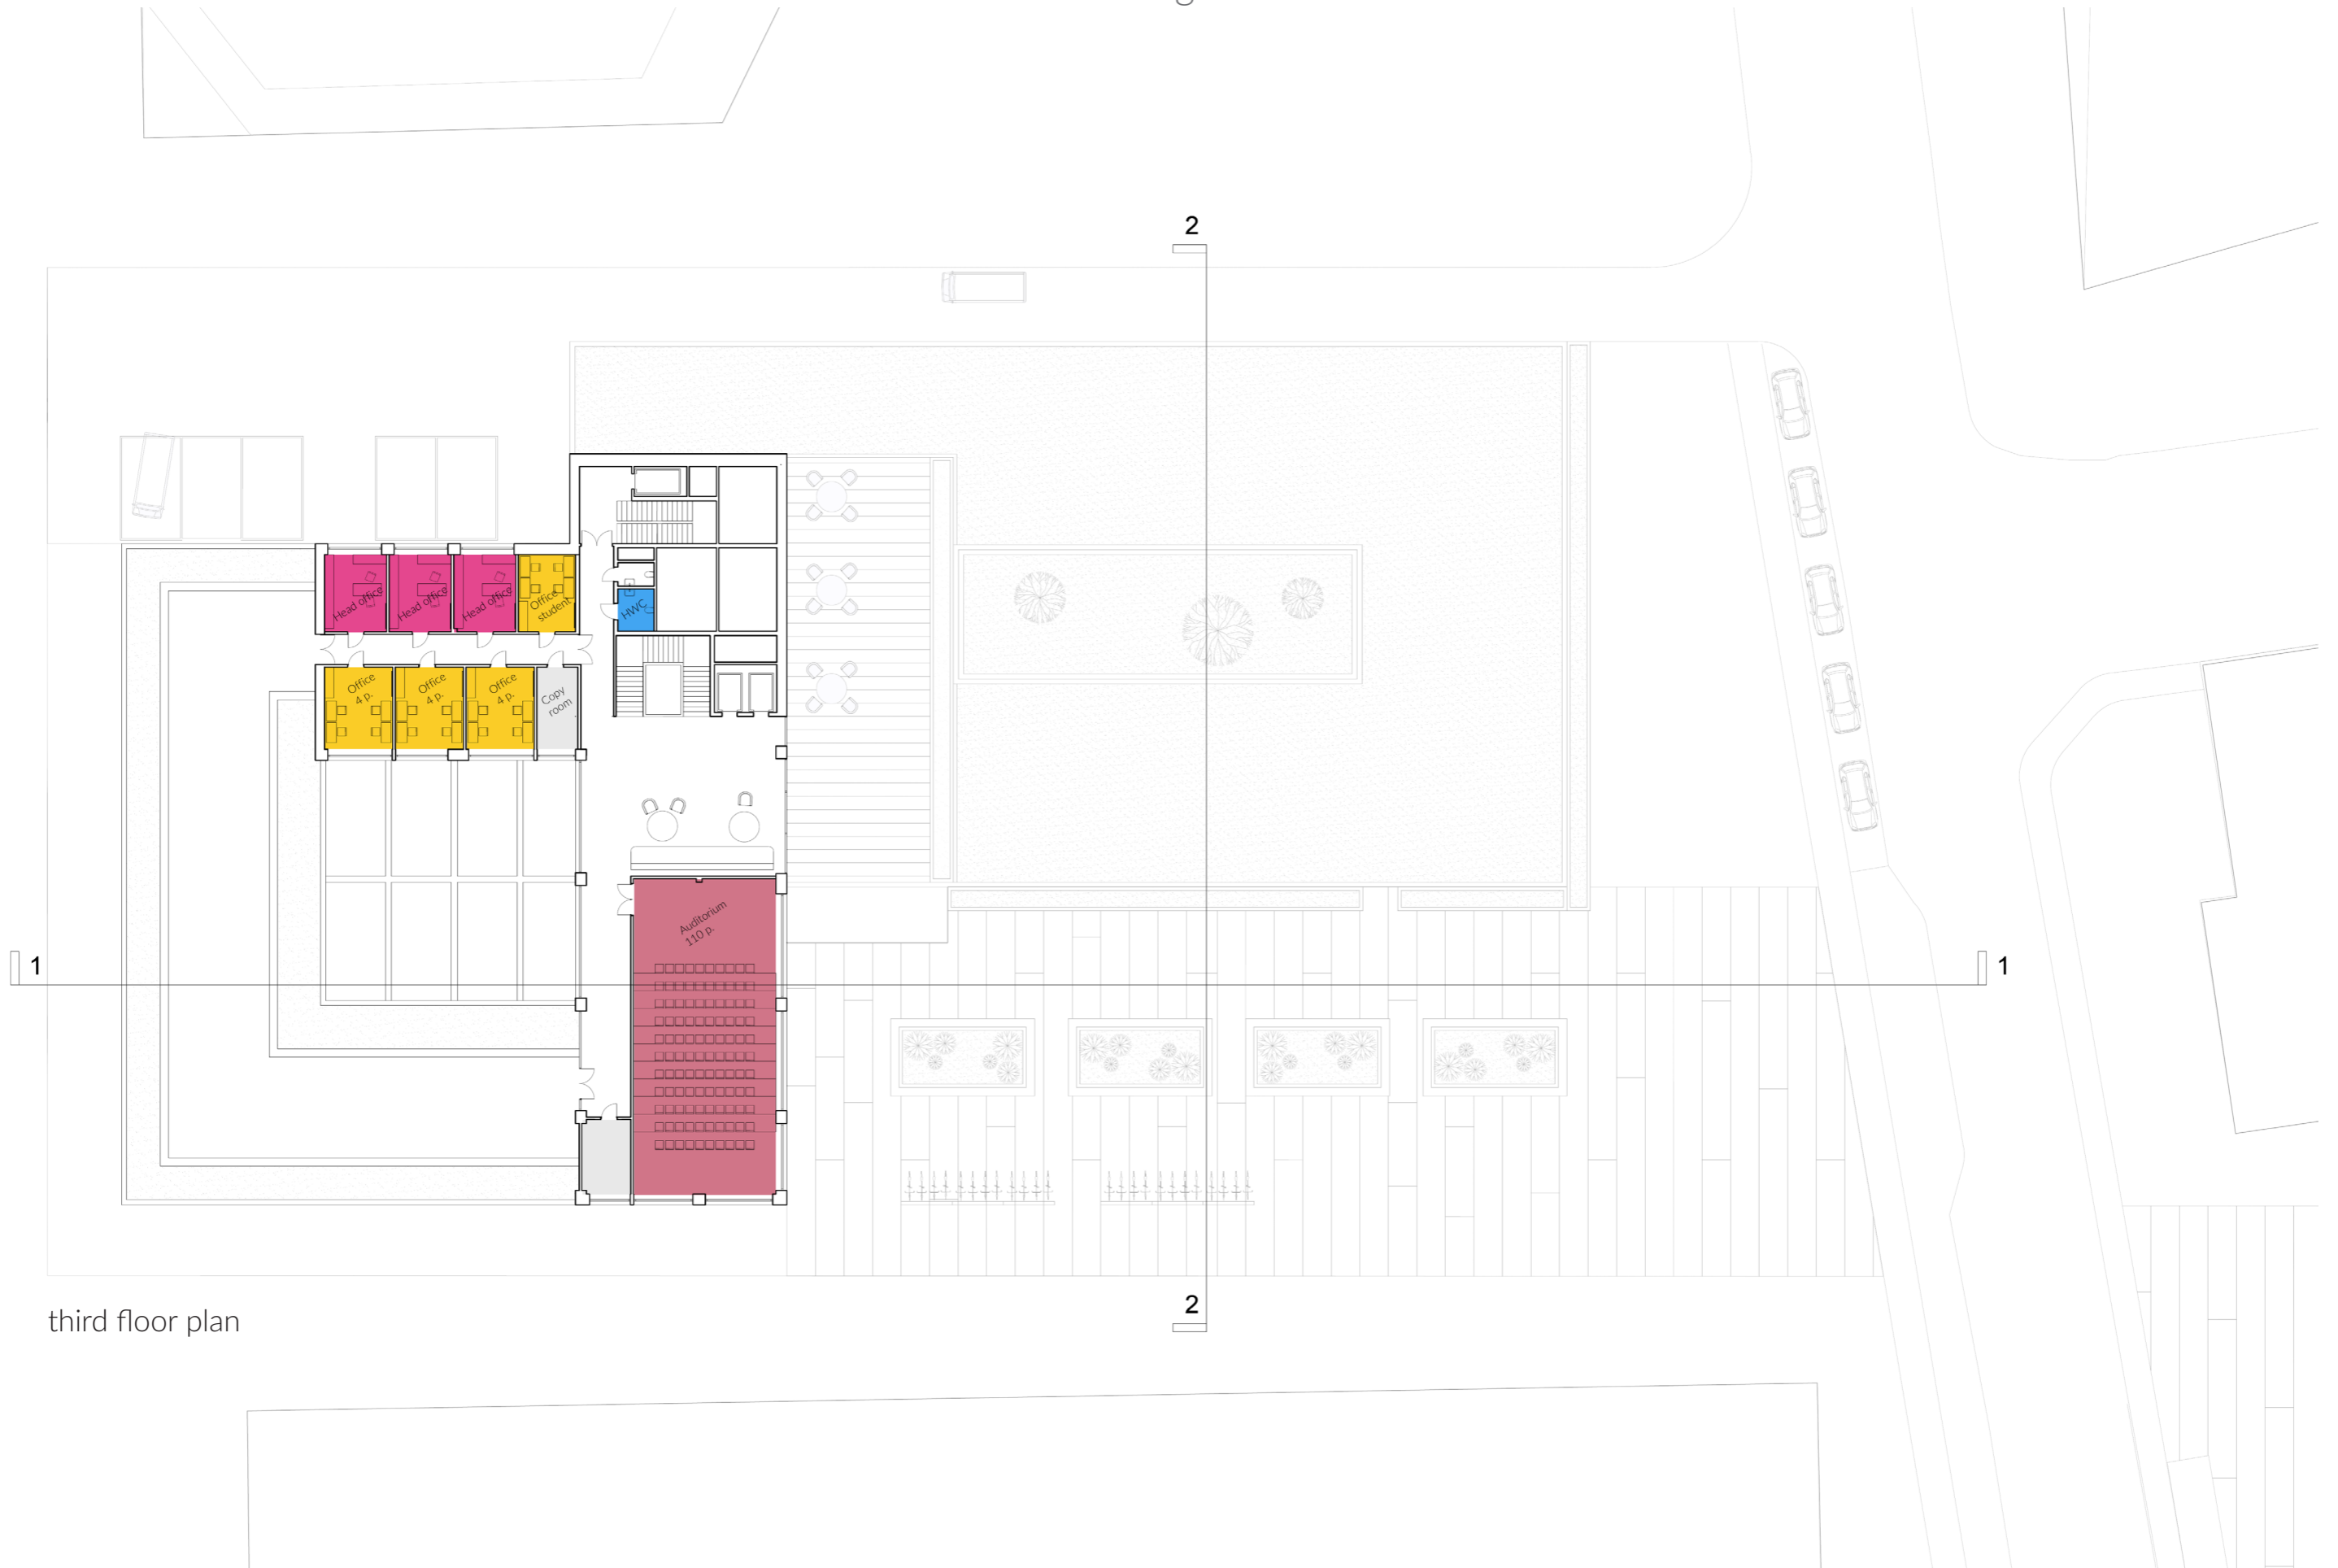 2
Head office
Head office
Head office
Office
student
HWC
Office
4 p.
Office
4 p.
Office
4 p.
Copy
room
Auditorium
110 p.
1
1
2
third floor plan